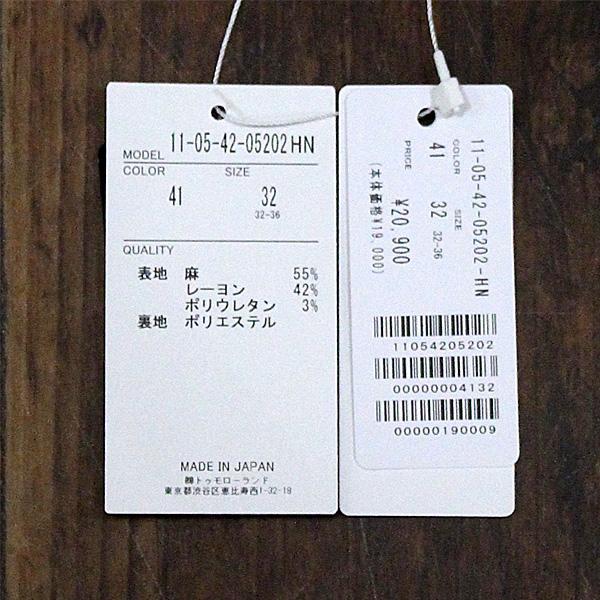 MODEL 11-05-42-05202HN
COLOR SIZE
41 32
32-36
QUALITY
表地 麻 55%
レーヨン 42%
ポリウレタン 3%
裏地 ポリエステル
MADE IN JAPAN
㈱トゥモローランド
東京都渋谷区恵比寿西1-32-18
11-05-42-05202-HN
COLOR SIZE
41 32 32-36
PRICE ¥20,900
(本体価格¥19,000)
11054205202
00000004132
00000190009